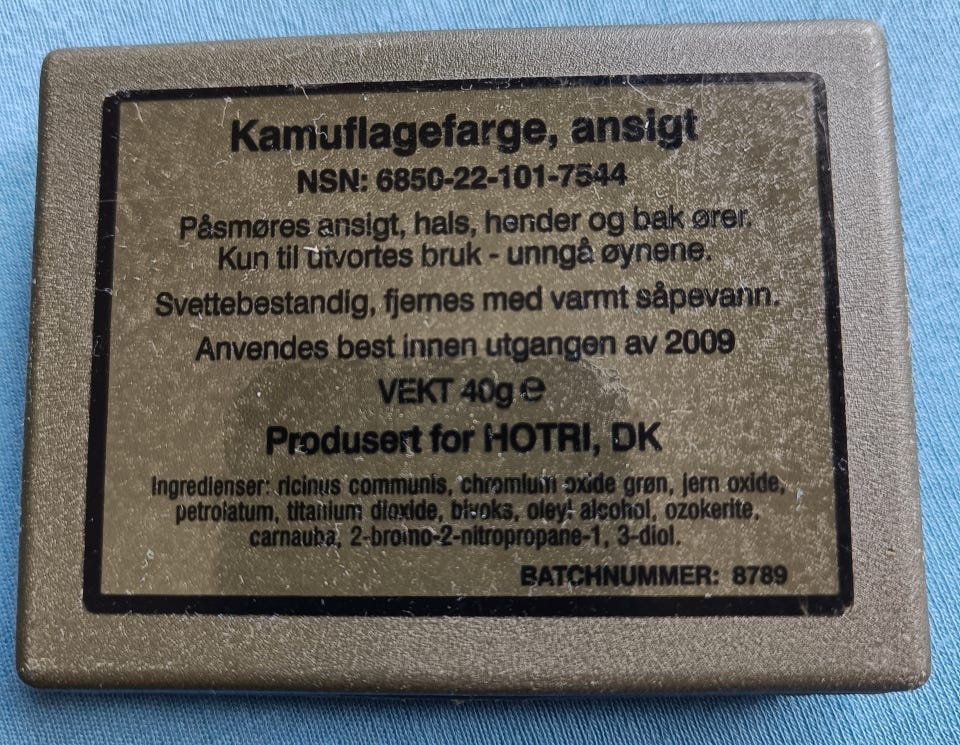 Kamuflagefarge, ansigt
NSN: 6850-22-101-7544
Påsmøres ansigt, hals, hender og bak ører.
Kun til utvortes bruk - unngå øynene.
Svettebestandig, fjernes med varmt såpevann.
Anvendes best innen utgangen av 2009
VEKT 40g ℮
Produsert for HOTRI, DK
Ingredienser: ricinus communis, chromium oxide grøn, jern oxide,
petrolatum, titanium dioxide, bivoks, oleyl alcohol, ozokerite,
carnauba, 2-bromo-2-nitropropane-1, 3-diol.
BATCHNUMMER: 8789